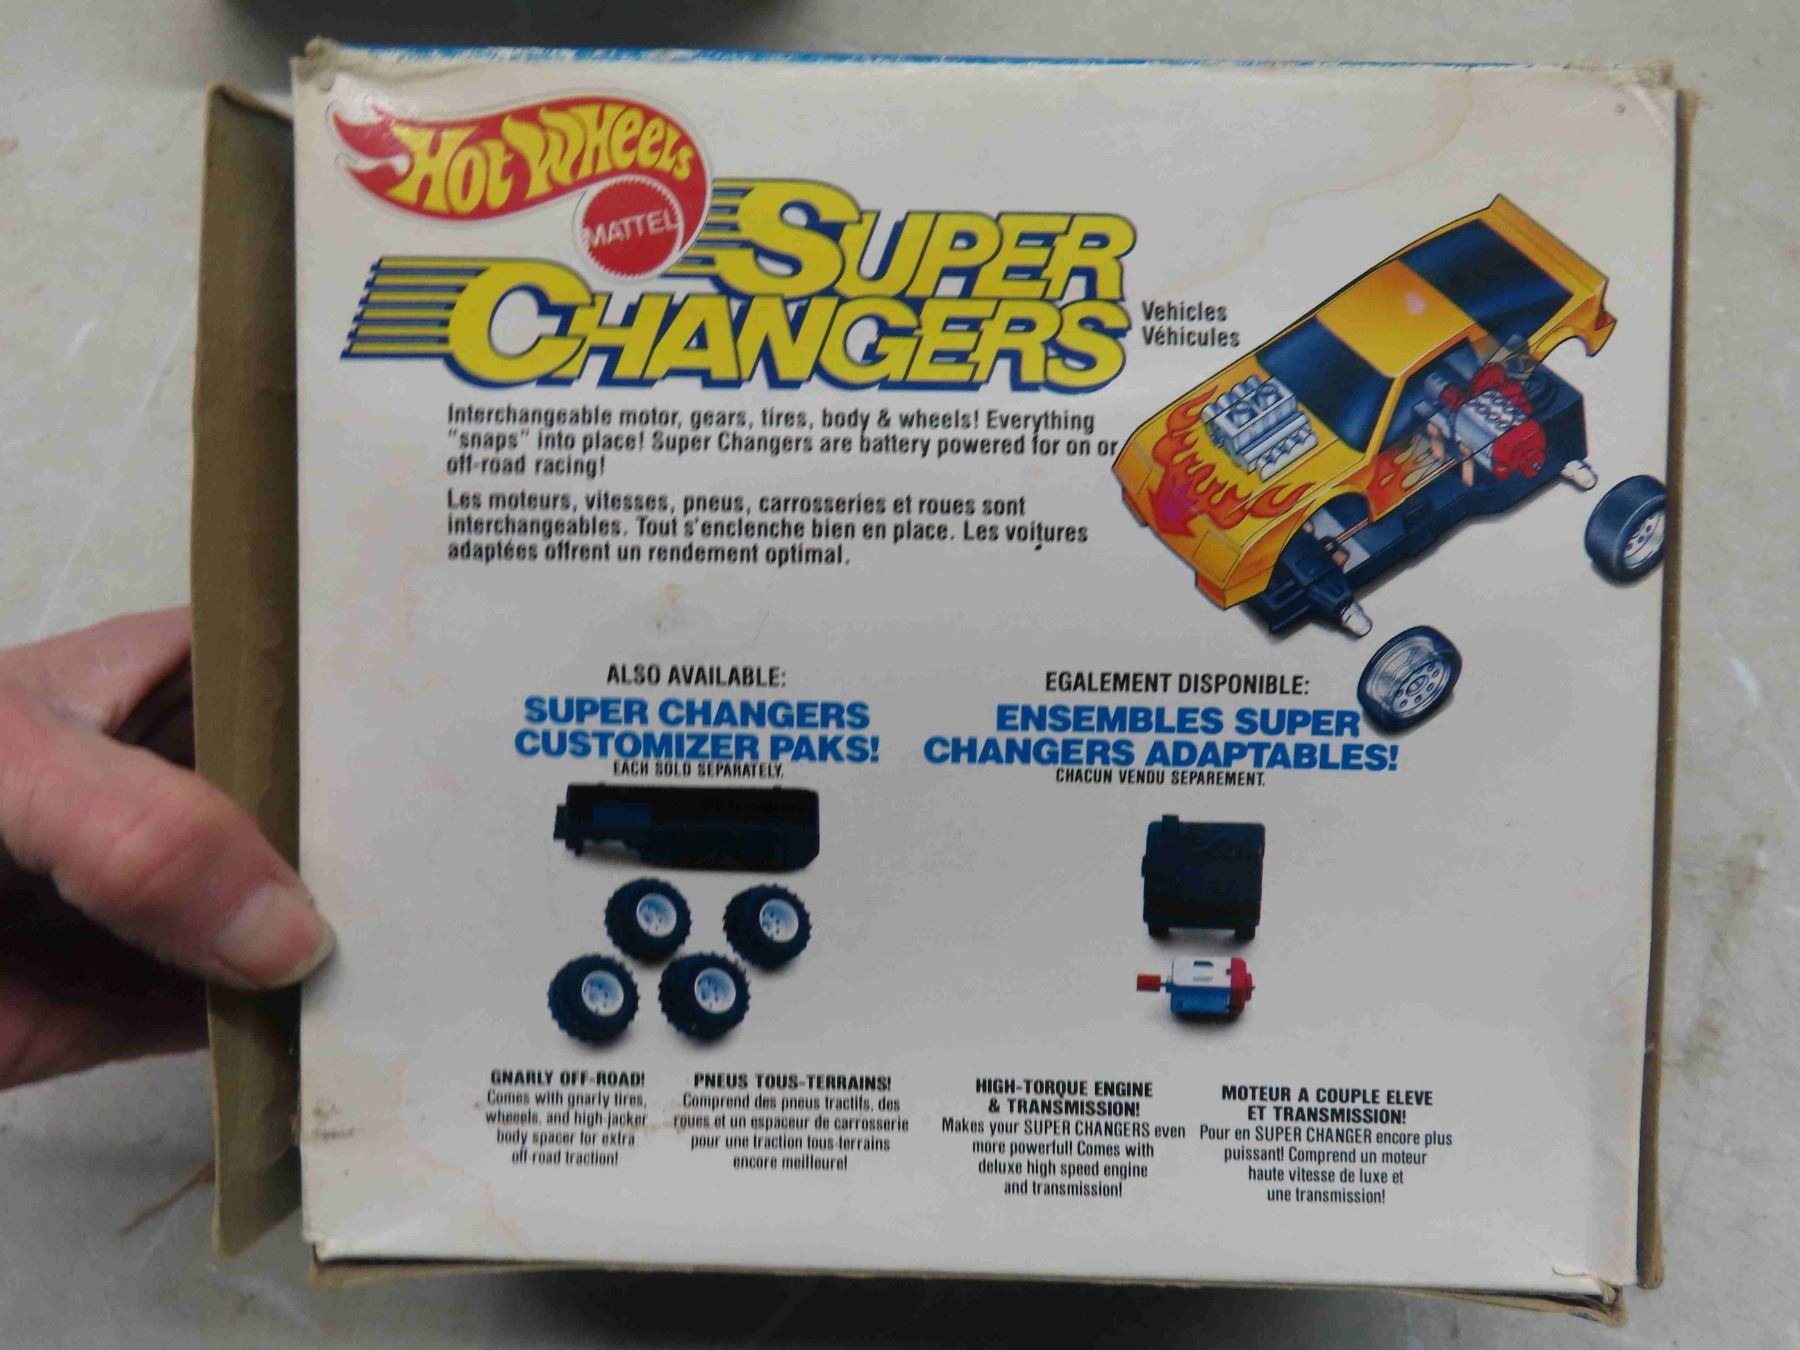 Hot Wheels
MATTEL
SUPER
CHANGERS
Vehicles
Véhicules
Interchangeable motor, gears, tires, body & wheels! Everything
"snaps" into place! Super Changers are battery powered for on or
off-road racing!
Les moteurs, vitesses, pneus, carrosseries et roues sont
interchangeables. Tout s'enclenche bien en place. Les voitures
adaptées offrent un rendement optimal.
ALSO AVAILABLE:
SUPER CHANGERS
CUSTOMIZER PAKS!
EACH SOLD SEPARATELY.
EGALEMENT DISPONIBLE:
ENSEMBLES SUPER
CHANGERS ADAPTABLES!
CHACUN VENDU SEPAREMENT.
GNARLY OFF-ROAD!
Comes with gnarly tires,
wheeels, and high-jacker
body spacer for extra
off-road traction!
PNEUS TOUS-TERRAINS!
Comprend des pneus tractifs, des
roues et un espaceur de carrosserie
pour une traction tous-terrains
encore meilleure!
HIGH-TORQUE ENGINE
& TRANSMISSION!
Makes your SUPER CHANGERS even
more powerful! Comes with
deluxe high speed engine
and transmission!
MOTEUR A COUPLE ELEVE
ET TRANSMISSION!
Pour en SUPER CHANGER encore plus
puissant! Comprend un moteur
haute vitesse de luxe et
une transmission!